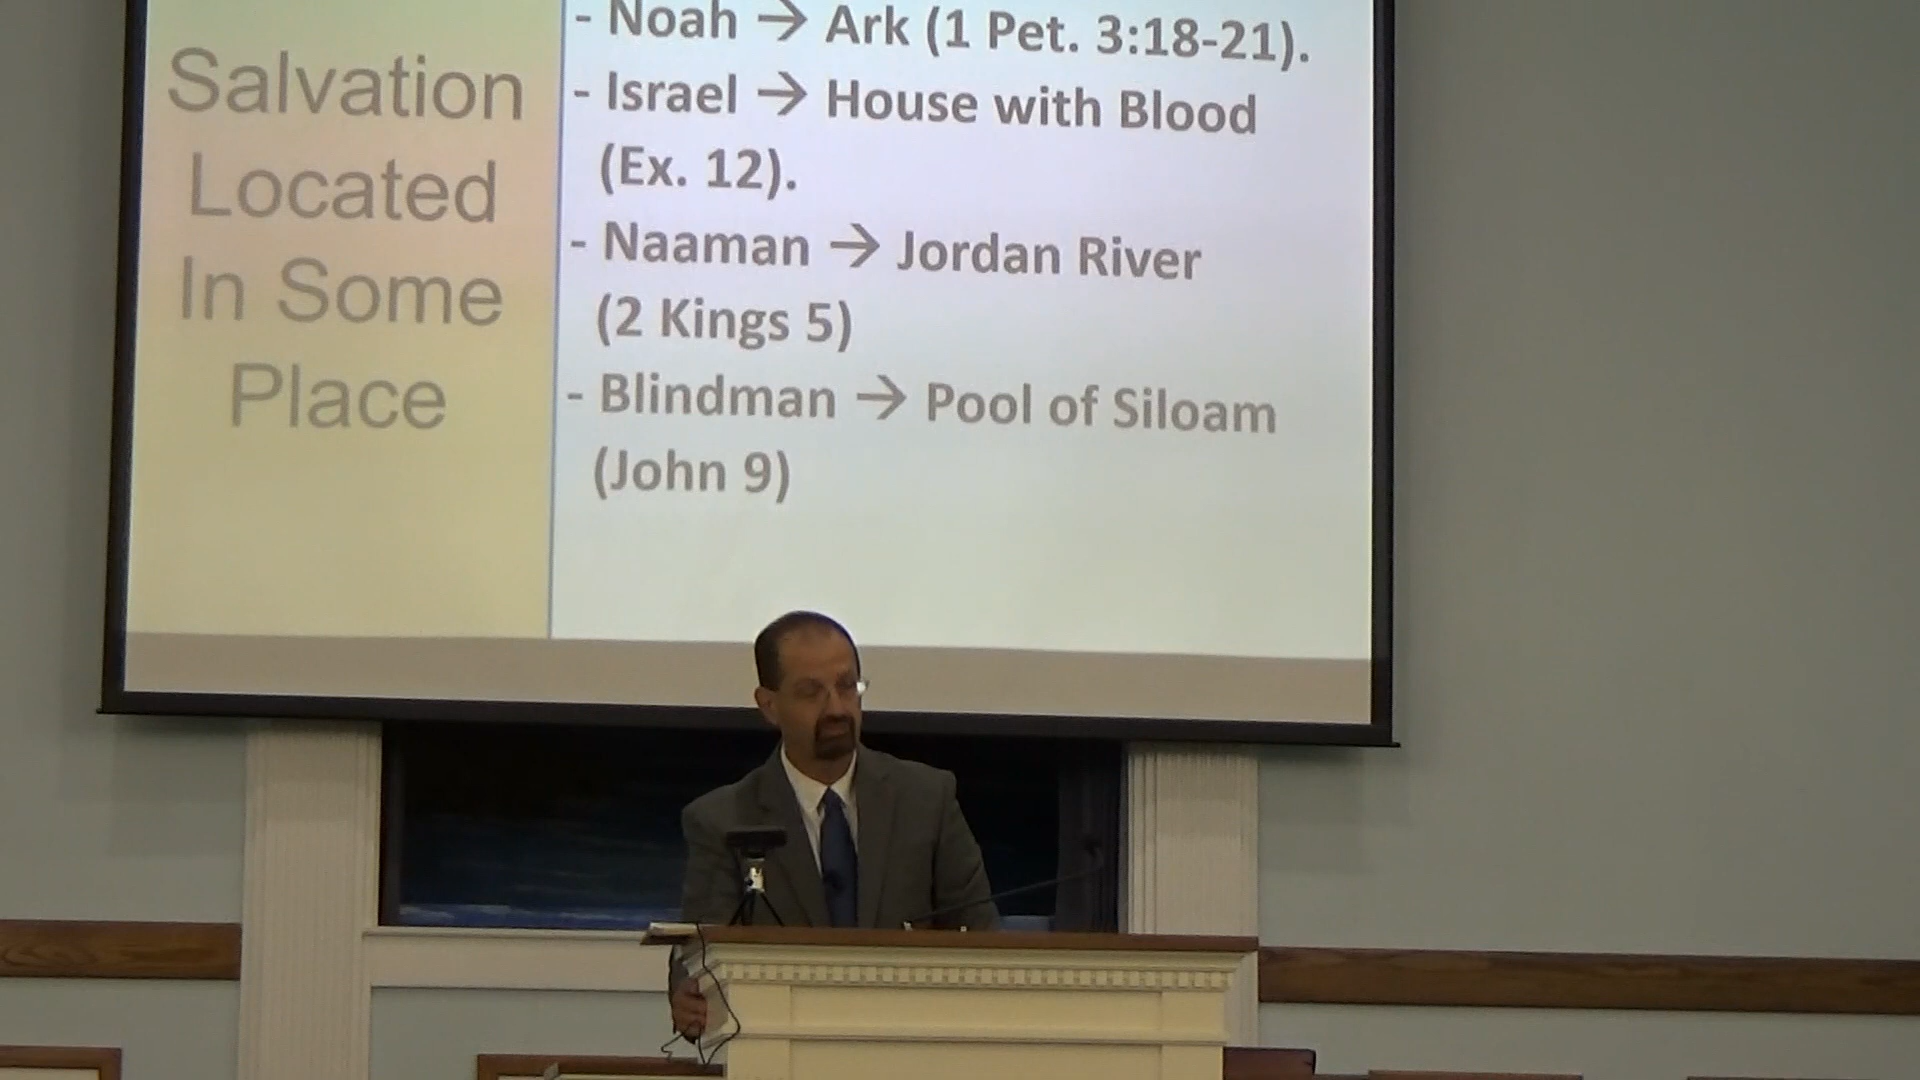 Salvation
Located
In Some
Place
- Noah → Ark (1 Pet. 3:18-21).
- Israel → House with Blood
(Ex. 12).
- Naaman → Jordan River
(2 Kings 5)
- Blindman → Pool of Siloam
(John 9)